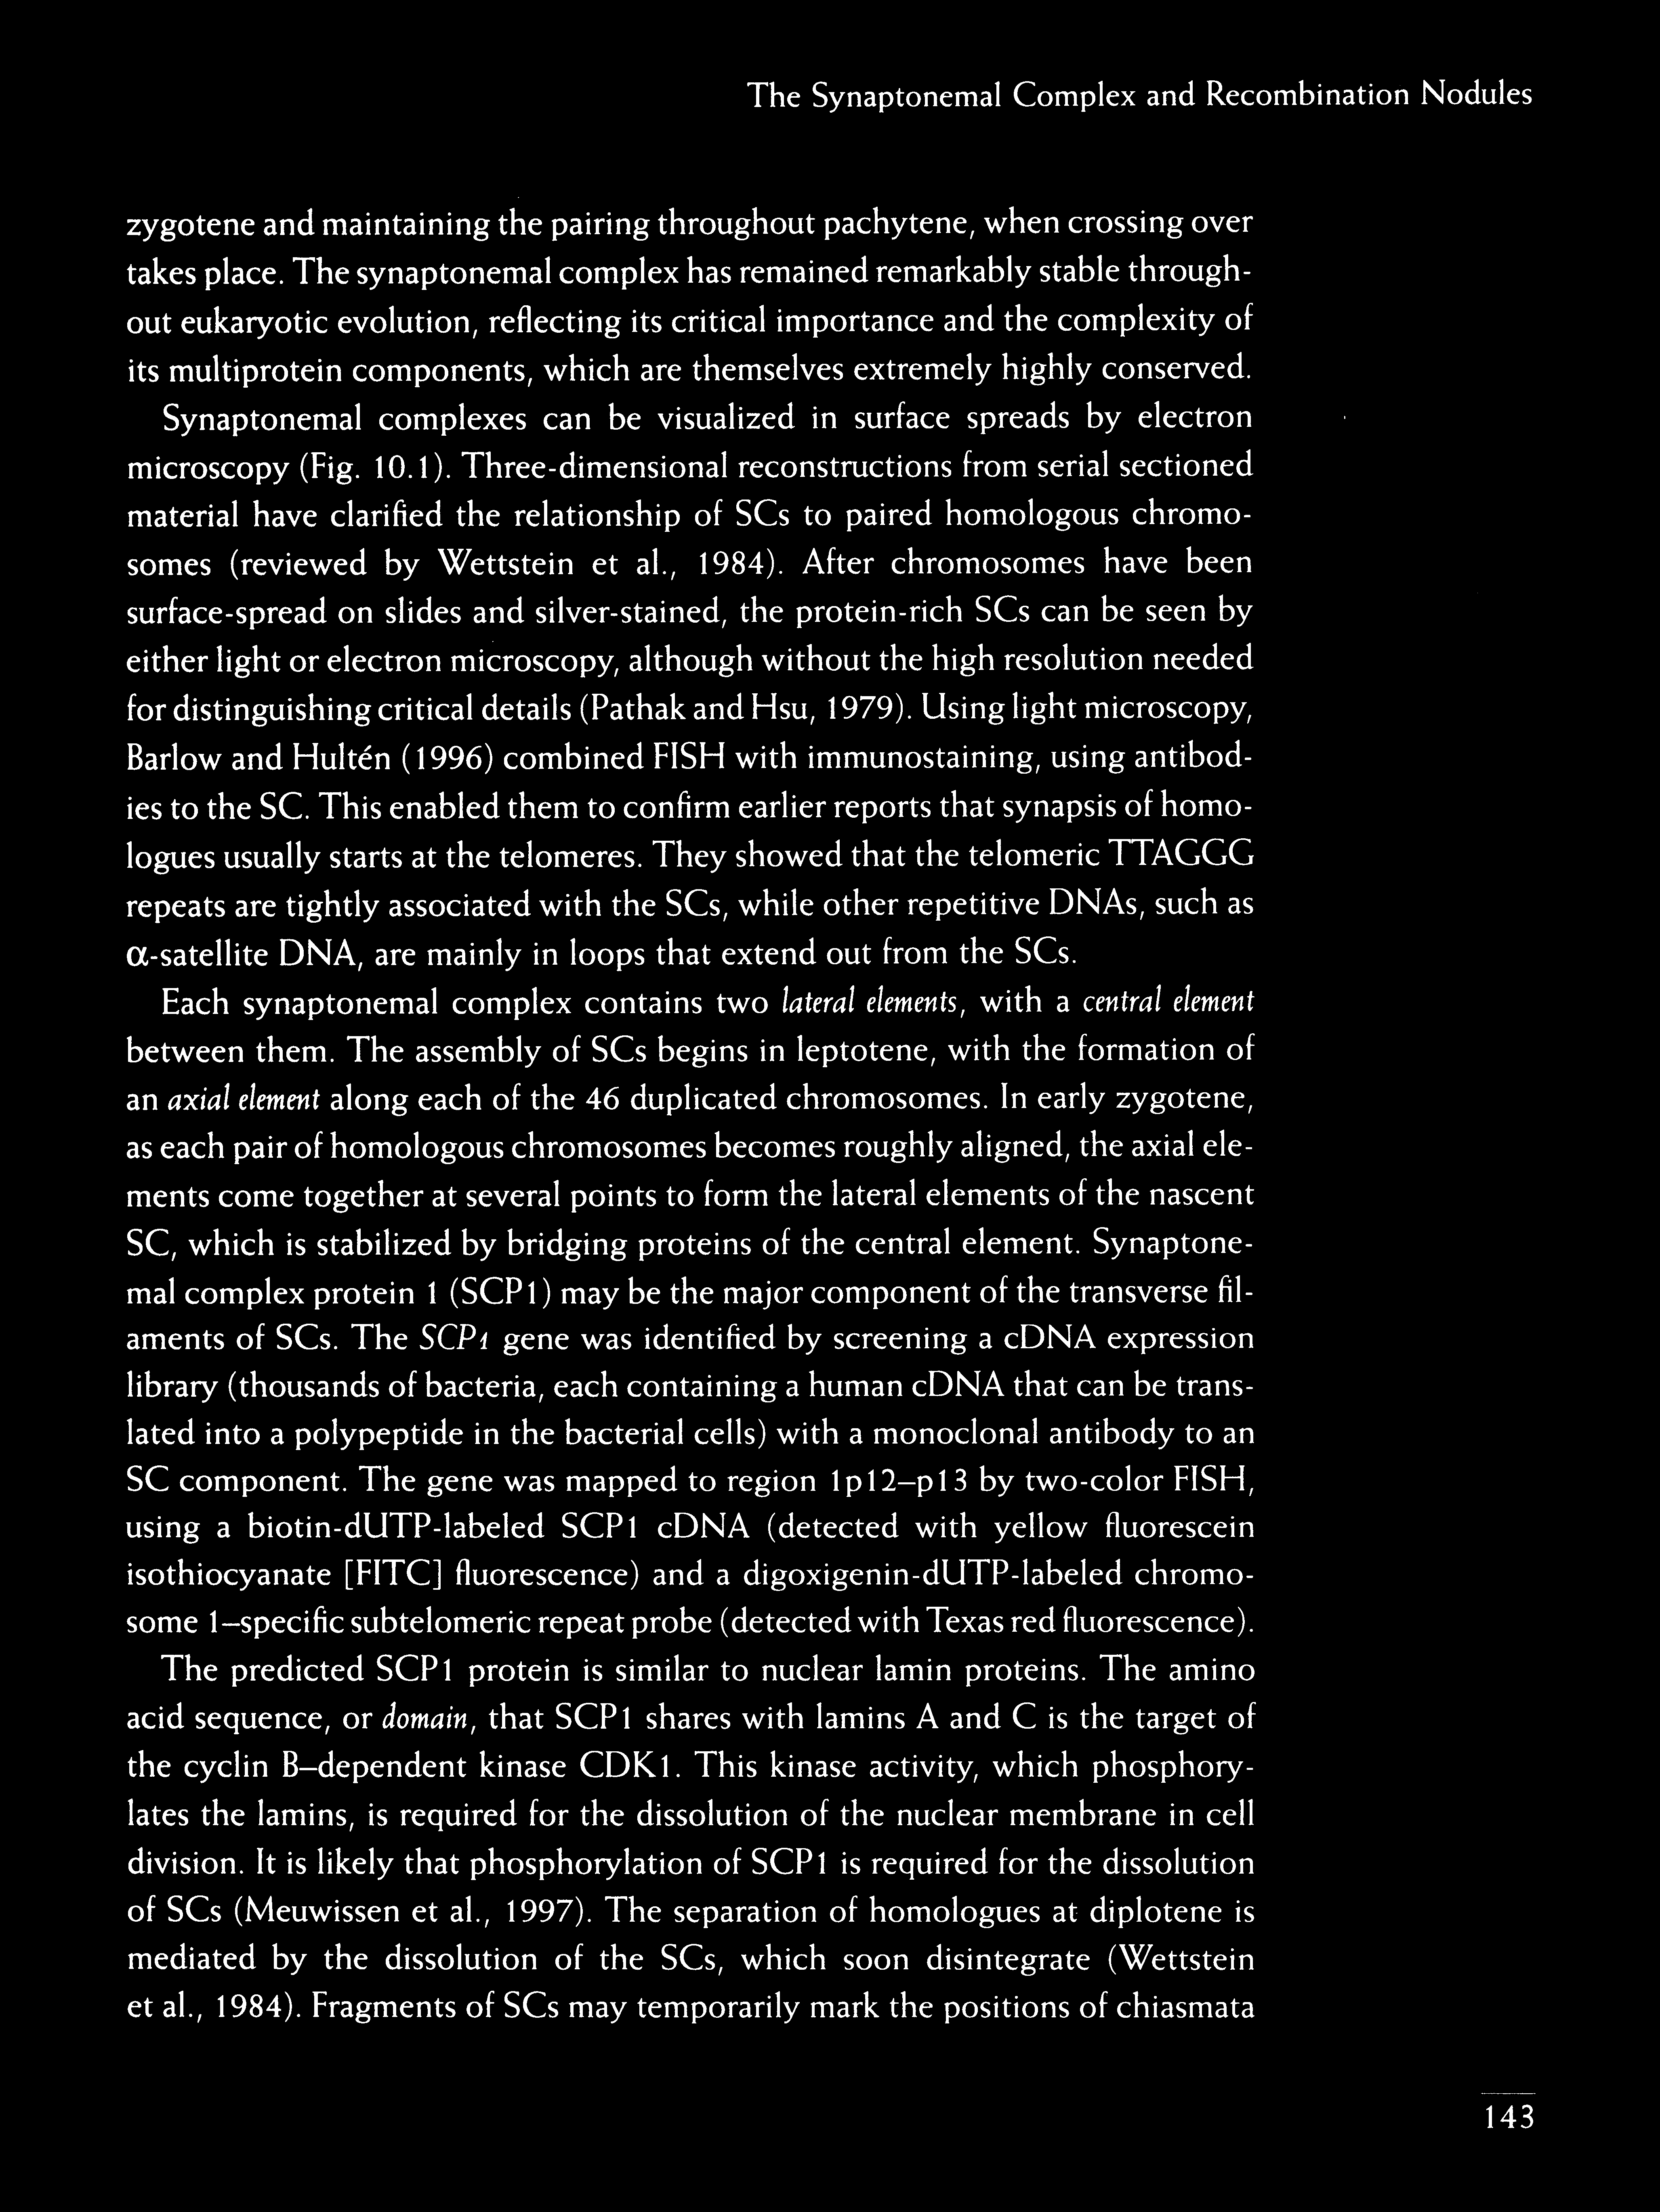 The Synaptonemal Complex and Recombination Nodules
zygotene and maintaining the pairing throughout pachytene, when crossing over
takes place. The synaptonemal complex has remained remarkably stable through-
out eukaryotic evolution, reflecting its critical importance and the complexity of
its multiprotein components, which are themselves extremely highly conserved.
Synaptonemal complexes can be visualized in surface spreads by electron
microscopy (Fig. 10.1). Three-dimensional reconstructions from serial sectioned
material have clarified the relationship of SCs to paired homologous chromo-
somes (reviewed by Wettstein et al., 1984). After chromosomes have been
surface-spread on slides and silver-stained, the protein-rich SCs can be seen by
either light or electron microscopy, although without the high resolution needed
for distinguishing critical details (Pathak and Hsu, 1979). Using light microscopy,
Barlow and Hultén (1996) combined FISH with immunostaining, using antibod-
ies to the SC. This enabled them to confirm earlier reports that synapsis of homo-
logues usually starts at the telomeres. They showed that the telomeric TTAGGG
repeats are tightly associated with the SCs, while other repetitive DNAs, such as
α-satellite DNA, are mainly in loops that extend out from the SCs.
Each synaptonemal complex contains two lateral elements, with a central element
between them. The assembly of SCs begins in leptotene, with the formation of
an axial element along each of the 46 duplicated chromosomes. In early zygotene,
as each pair of homologous chromosomes becomes roughly aligned, the axial ele-
ments come together at several points to form the lateral elements of the nascent
SC, which is stabilized by bridging proteins of the central element. Synaptone-
mal complex protein 1 (SCP1) may be the major component of the transverse fil-
aments of SCs. The SCP1 gene was identified by screening a cDNA expression
library (thousands of bacteria, each containing a human cDNA that can be trans-
lated into a polypeptide in the bacterial cells) with a monoclonal antibody to an
SC component. The gene was mapped to region 1p12–p13 by two-color FISH,
using a biotin-dUTP-labeled SCP1 cDNA (detected with yellow fluorescein
isothiocyanate [FITC] fluorescence) and a digoxigenin-dUTP-labeled chromo-
some 1–specific subtelomeric repeat probe (detected with Texas red fluorescence).
The predicted SCP1 protein is similar to nuclear lamin proteins. The amino
acid sequence, or domain, that SCP1 shares with lamins A and C is the target of
the cyclin B–dependent kinase CDK1. This kinase activity, which phosphory-
lates the lamins, is required for the dissolution of the nuclear membrane in cell
division. It is likely that phosphorylation of SCP1 is required for the dissolution
of SCs (Meuwissen et al., 1997). The separation of homologues at diplotene is
mediated by the dissolution of the SCs, which soon disintegrate (Wettstein
et al., 1984). Fragments of SCs may temporarily mark the positions of chiasmata
143